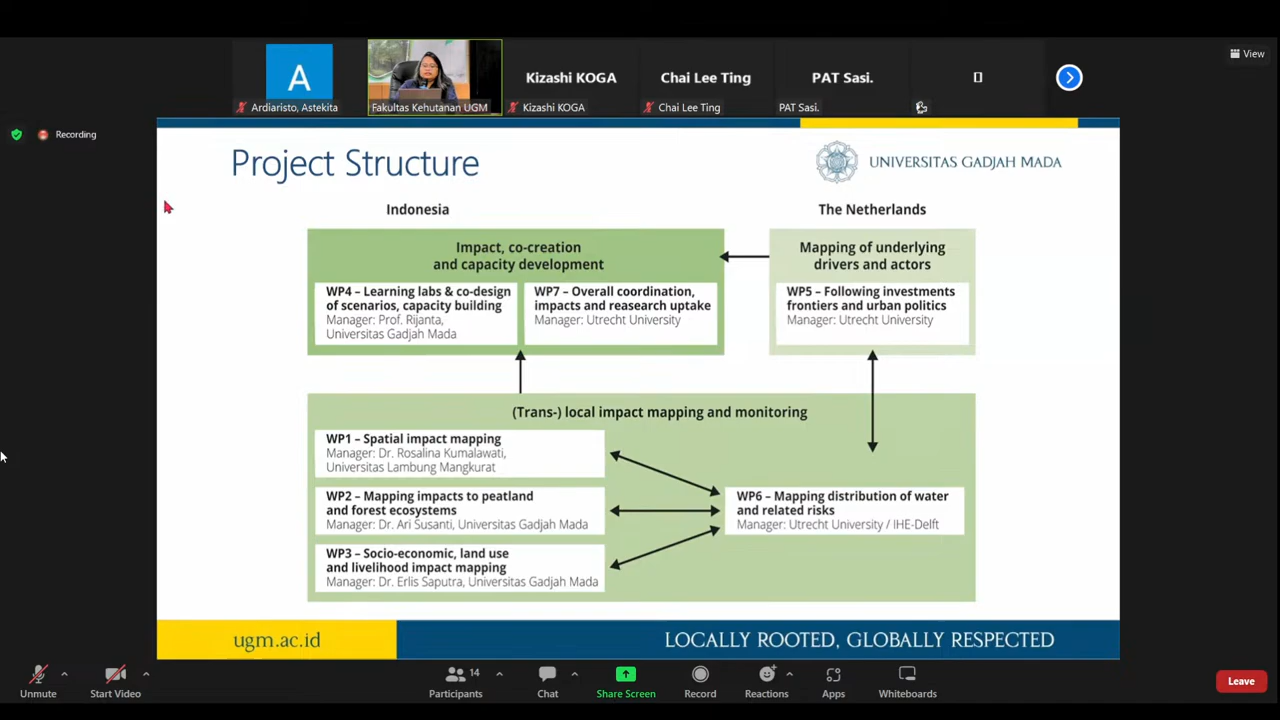 View
A
Kizashi KOGA
Chai Lee Ting
PAT Sasi.
Ardiaristo, Astekita
Fakultas Kehutanan UGM
Kizashi KOGA
Chai Lee Ting
PAT Sasi.
Recording
Project Structure
UNIVERSITAS GADJAH MADA
Indonesia
The Netherlands
Impact, co-creation
and capacity development
WP4 – Learning labs & co-design
of scenarios, capacity building
Manager: Prof. Rijanta,
Universitas Gadjah Mada
WP7 – Overall coordination,
impacts and reasearch uptake
Manager: Utrecht University
Mapping of underlying
drivers and actors
WP5 – Following investments
frontiers and urban politics
Manager: Utrecht University
(Trans-) local impact mapping and monitoring
WP1 – Spatial impact mapping
Manager: Dr. Rosalina Kumalawati,
Universitas Lambung Mangkurat
WP2 – Mapping impacts to peatland
and forest ecosystems
Manager: Dr. Ari Susanti, Universitas Gadjah Mada
WP3 – Socio-economic, land use
and livelihood impact mapping
Manager: Dr. Erlis Saputra, Universitas Gadjah Mada
WP6 – Mapping distribution of water
and related risks
Manager: Utrecht University / IHE-Delft
ugm.ac.id
LOCALLY ROOTED, GLOBALLY RESPECTED
Unmute
Start Video
14
Participants
Chat
Share Screen
Record
Reactions
Apps
Whiteboards
Leave